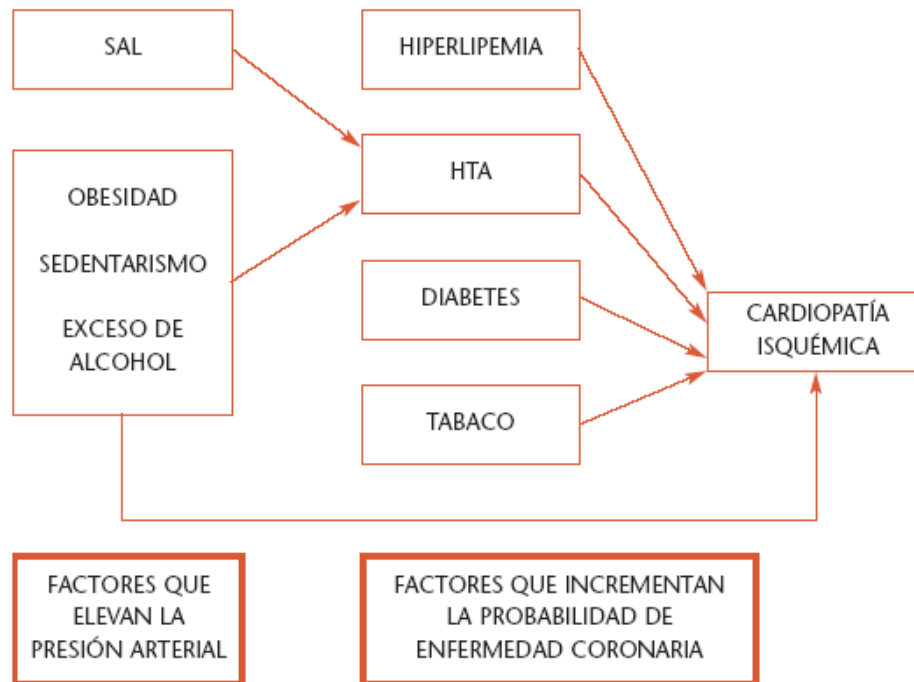 SAL
HIPERLIPEMIA
HTA
OBESIDAD
SEDENTARISMO
EXCESO DE
ALCOHOL
DIABETES
TABACO
CARDIOPATÍA
ISQUÉMICA
FACTORES QUE
ELEVAN LA
PRESIÓN ARTERIAL
FACTORES QUE INCREMENTAN
LA PROBABILIDAD DE
ENFERMEDAD CORONARIA